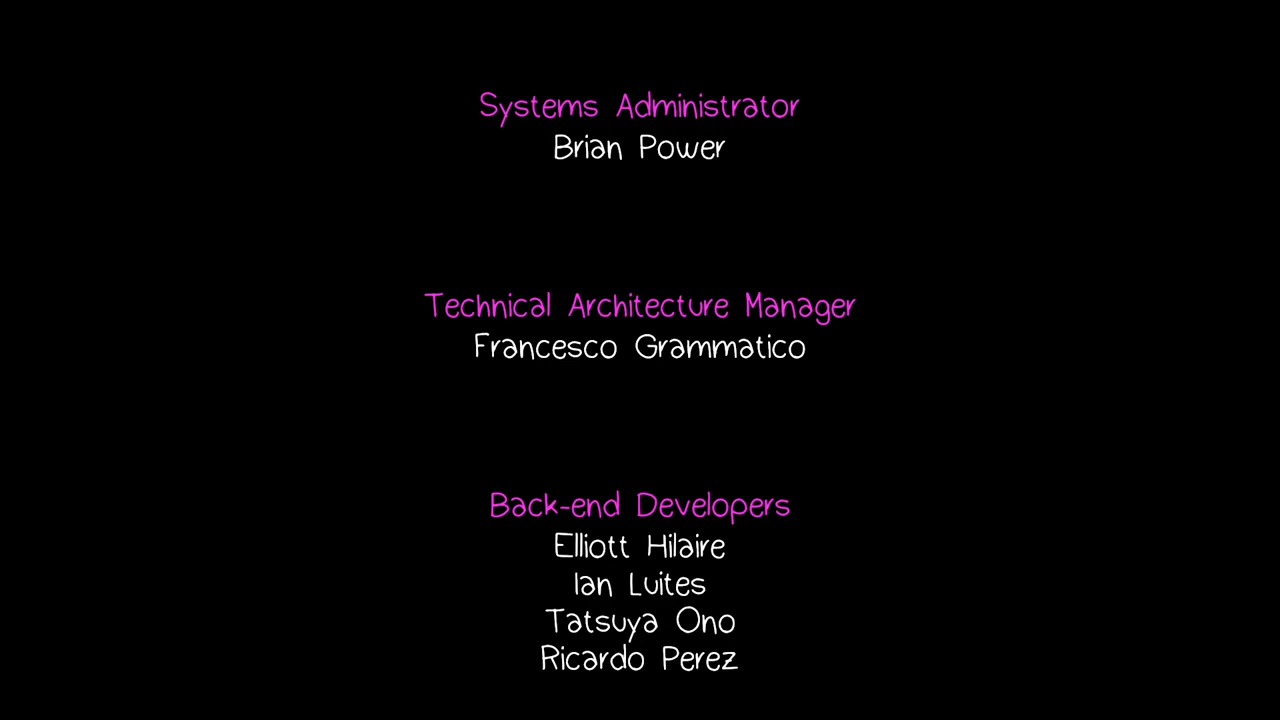 Systems Administrator
Brian Power
Technical Architecture Manager
Francesco Grammatico
Back-end Developers
Elliott Hilaire
Ian Luites
Tatsuya Ono
Ricardo Perez